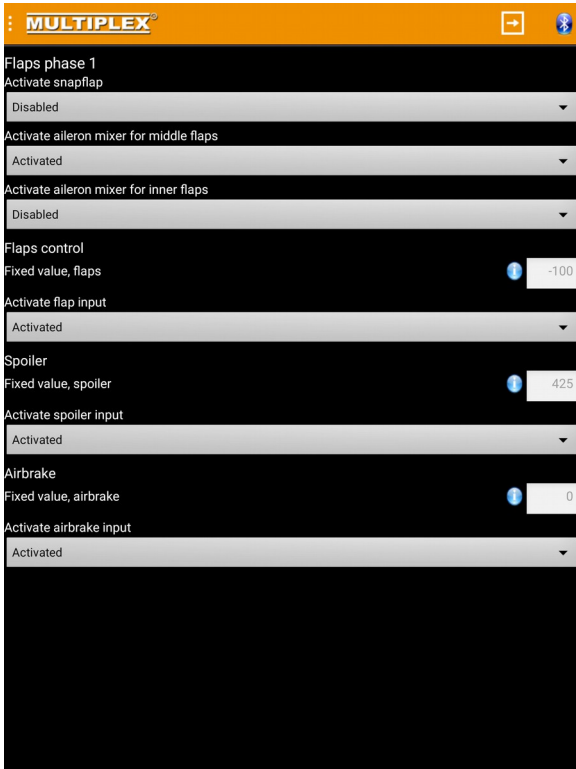 MULTIPLEX®
Flaps phase 1
Activate snapflap
Disabled
Activate aileron mixer for middle flaps
Activated
Activate aileron mixer for inner flaps
Disabled
Flaps control
Fixed value, flaps -100
Activate flap input
Activated
Spoiler
Fixed value, spoiler 425
Activate spoiler input
Activated
Airbrake
Fixed value, airbrake 0
Activate airbrake input
Activated